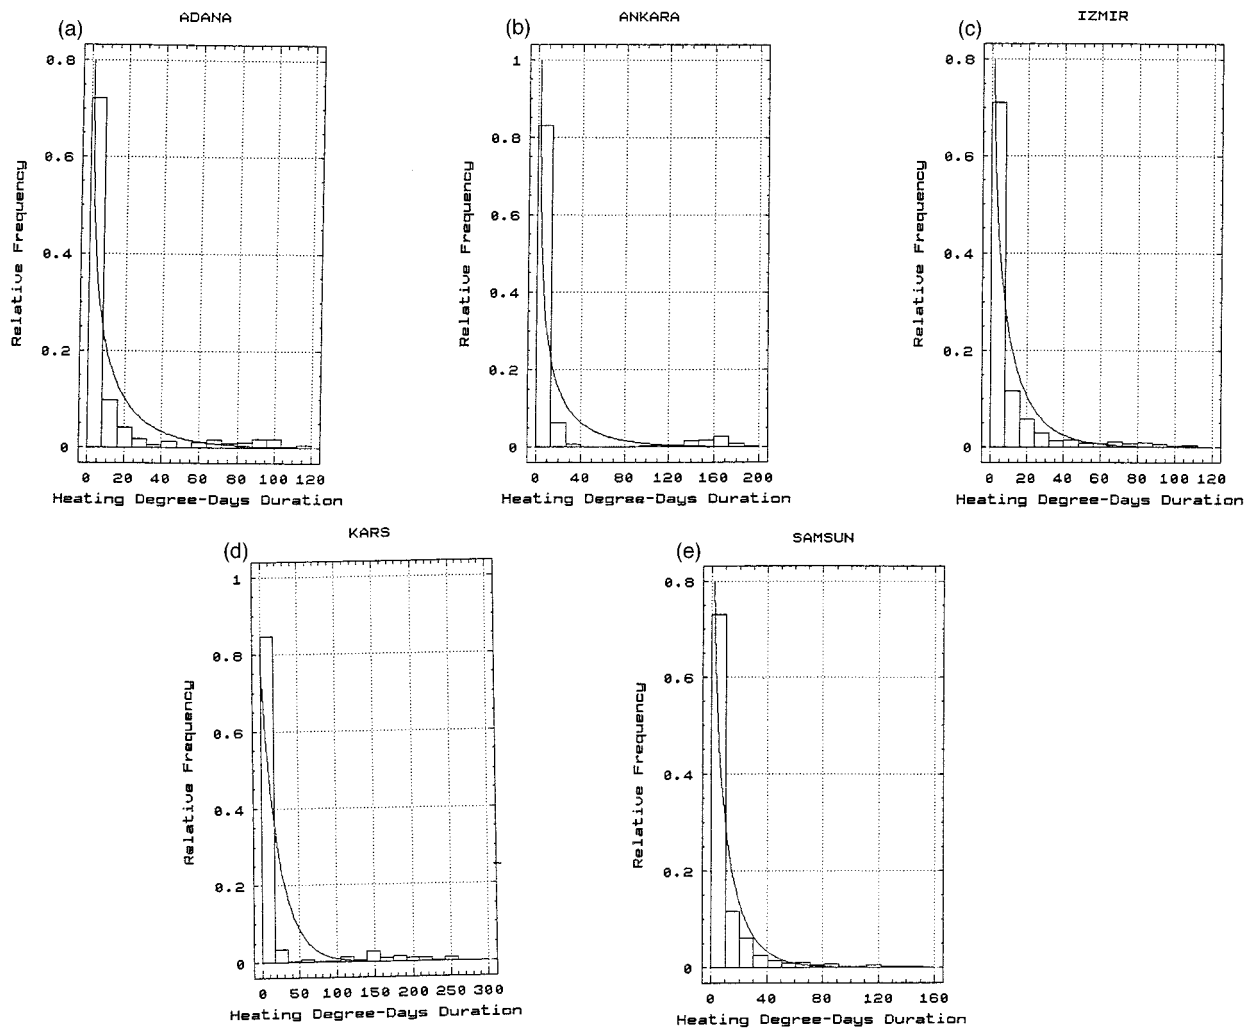 (a)
ADANA
0.8
0.6
0.4
0.2
0
Relative Frequency
0 20 40 60 80 100 120
Heating Degree-Days Duration
(b)
ANKARA
1
0.8
0.6
0.4
0.2
0
Relative Frequency
0 40 80 120 160 200
Heating Degree-Days Duration
(c)
IZMIR
0.8
0.6
0.4
0.2
0
Relative Frequency
0 20 40 60 80 100 120
Heating Degree-Days Duration
(d)
KARS
1
0.8
0.6
0.4
0.2
0
Relative Frequency
0 50 100 150 200 250 300
Heating Degree-Days Duration
(e)
SAMSUN
0.8
0.6
0.4
0.2
0
Relative Frequency
0 40 80 120 160
Heating Degree-Days Duration